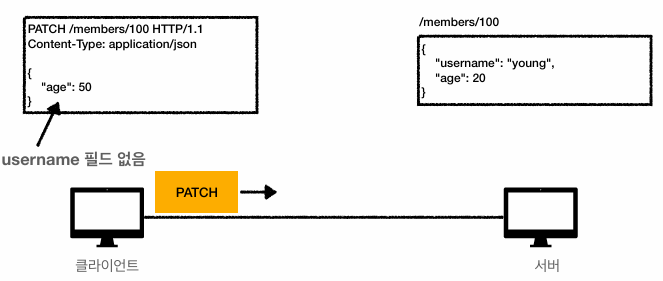 PATCH /members/100 HTTP/1.1
Content-Type: application/json
{
"age": 50
}
username 필드 없음
/members/100
{
"username": "young",
"age": 20
}
PATCH
클라이언트
서버